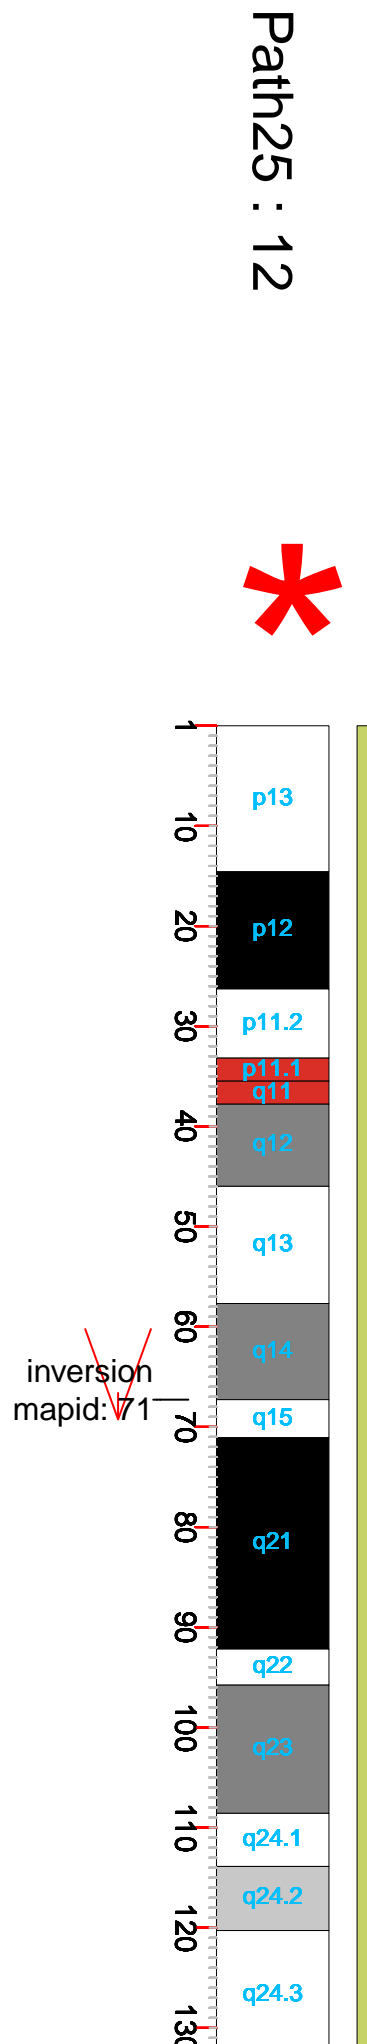 Path25 : 12
*
1
p13
10
p12
20
p11.2
30
p11.1
q11
40
q12
50
q13
60
q14
inversion
mapid: 71
70
q15
80
q21
90
q22
100
q23
110
q24.1
q24.2
120
q24.3
130